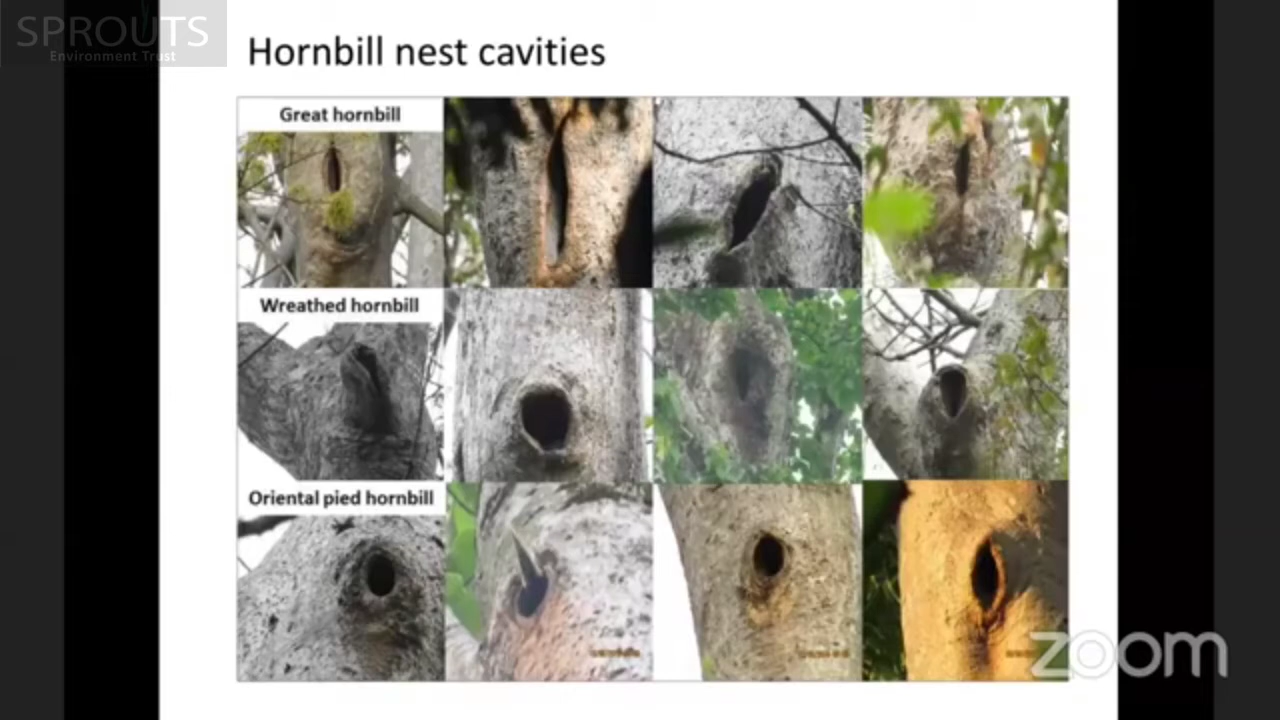 SPROUTS
Environment Trust
Hornbill nest cavities
Great hornbill
Wreathed hornbill
Oriental pied hornbill
zoom